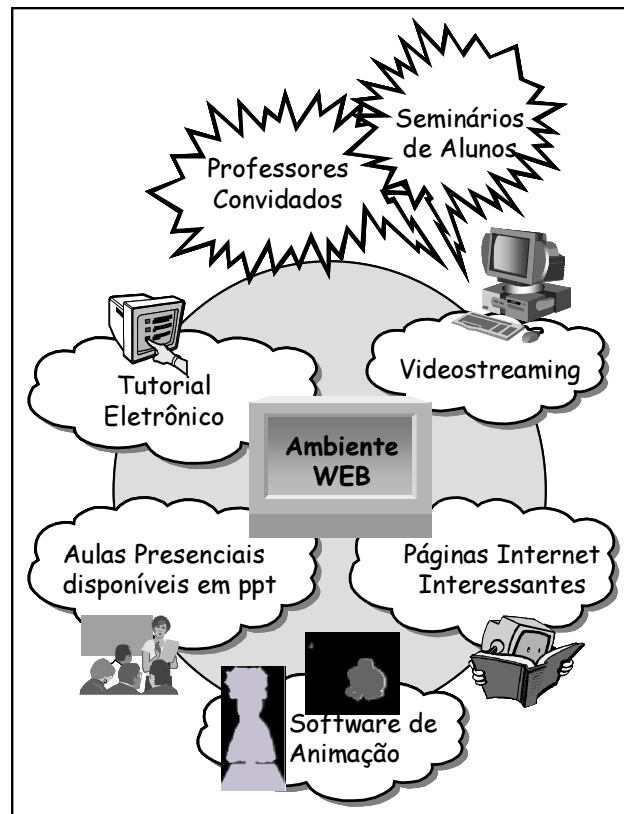 Seminários
de Alunos
Professores
Convidados
Videostreaming
Tutorial
Eletrônico
Ambiente
WEB
Aulas Presenciais
disponíveis em ppt
Páginas Internet
Interessantes
Software de
Animação